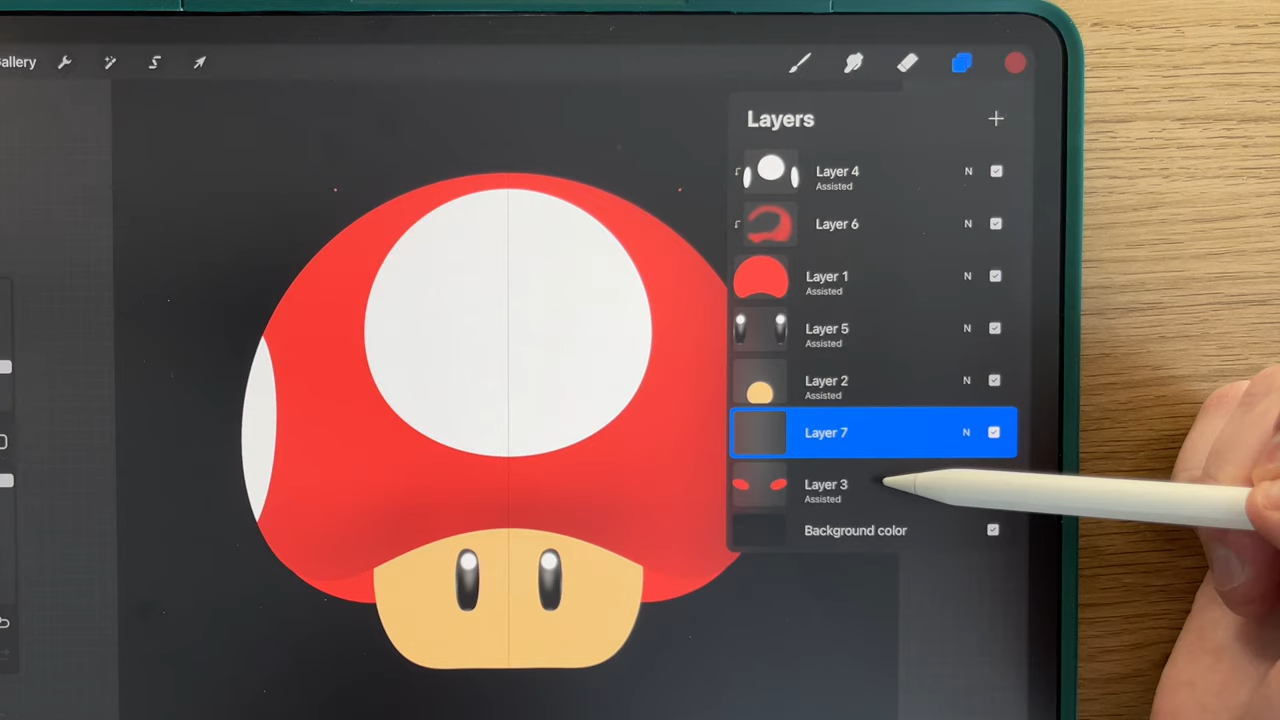 allery
Layers
Layer 4
Assisted
N
Layer 6
N
Layer 1
Assisted
N
Layer 5
Assisted
N
Layer 2
Assisted
N
Layer 7
N
Layer 3
Assisted
Background color